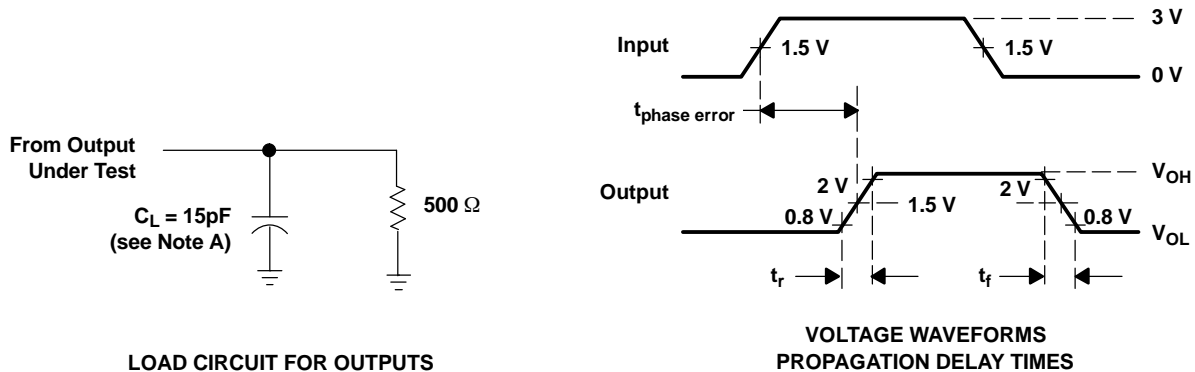 From Output
Under Test
C_L = 15pF
(see Note A)
500 Ω
LOAD CIRCUIT FOR OUTPUTS
Input
1.5 V
1.5 V
3 V
0 V
t_phase error
Output
2 V
0.8 V
1.5 V
2 V
0.8 V
V_OH
V_OL
t_r
t_f
VOLTAGE WAVEFORMS
PROPAGATION DELAY TIMES